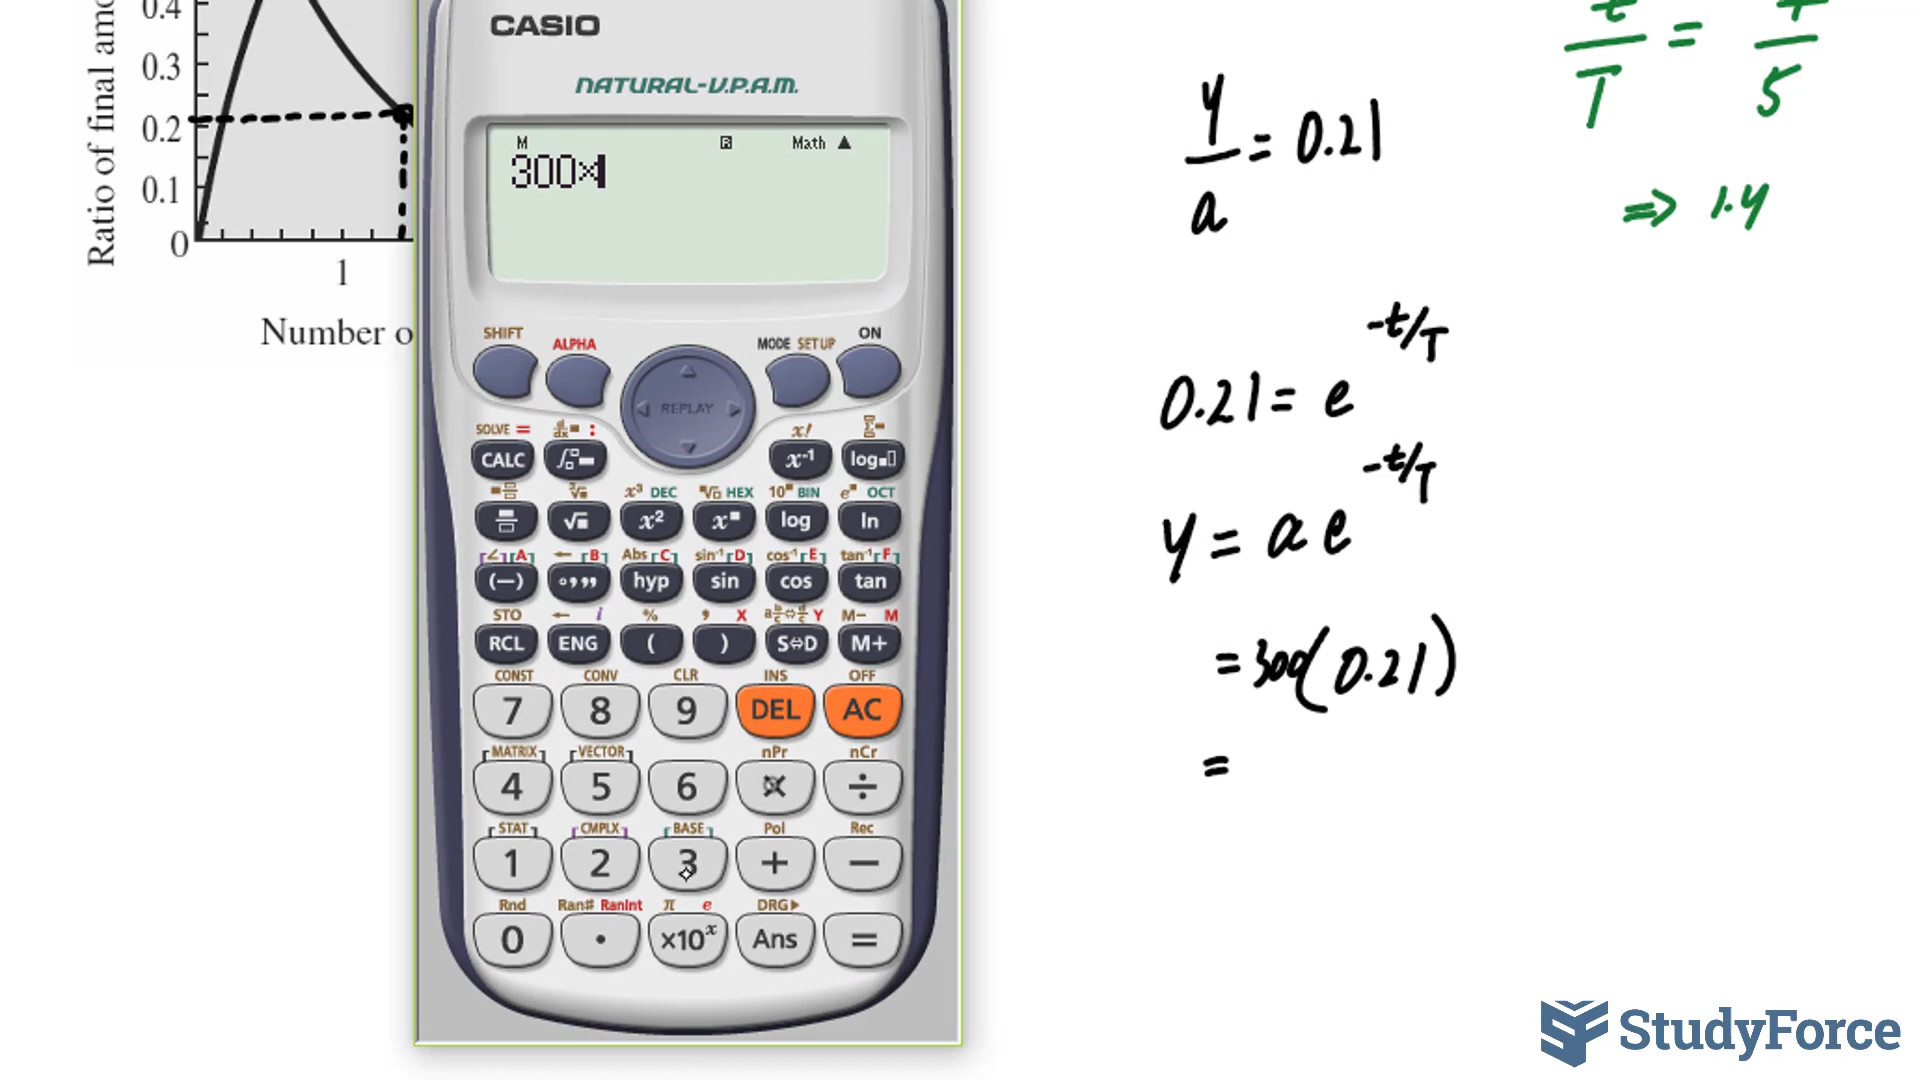 0.4
0.3
0.2
0.1
0
1
Ratio of final amo
Number o
CASIO
NATURAL-V.P.A.M.
M R Math ▲
300×
SHIFT ALPHA MODE SETUP ON
REPLAY
SOLVE = d/dx : x! Σ
CALC ∫ x⁻¹ log
x³ DEC HEX 10 BIN e OCT
√ x² x log ln
∠ A ← B Abs C sin⁻¹ D cos⁻¹ E tan⁻¹ F
(−) °,,, hyp sin cos tan
STO ← i % , X a b/c⇔d/c Y M− M
RCL ENG ( ) S⇔D M+
CONST CONV CLR INS OFF
7 8 9 DEL AC
MATRIX VECTOR nPr nCr
4 5 6 × ÷
STAT CMPLX BASE Pol Rec
1 2 3 + −
Rnd Ran# RanInt π e DRG▶
0 . ×10ˣ Ans =
y/a = 0.21
0.21 = e^(-t/T)
y = a e^(-t/T)
= 300(0.21)
=
t/T = 7/5
=> 1.4
StudyForce